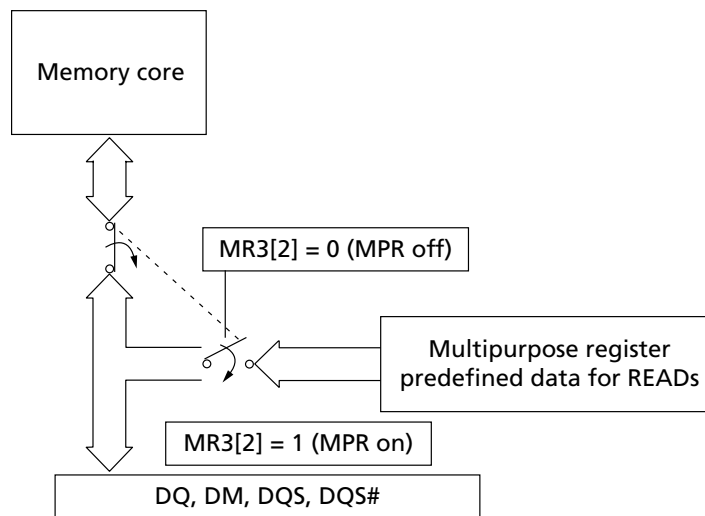 Memory core
MR3[2] = 0 (MPR off)
Multipurpose register
predefined data for READs
MR3[2] = 1 (MPR on)
DQ, DM, DQS, DQS#